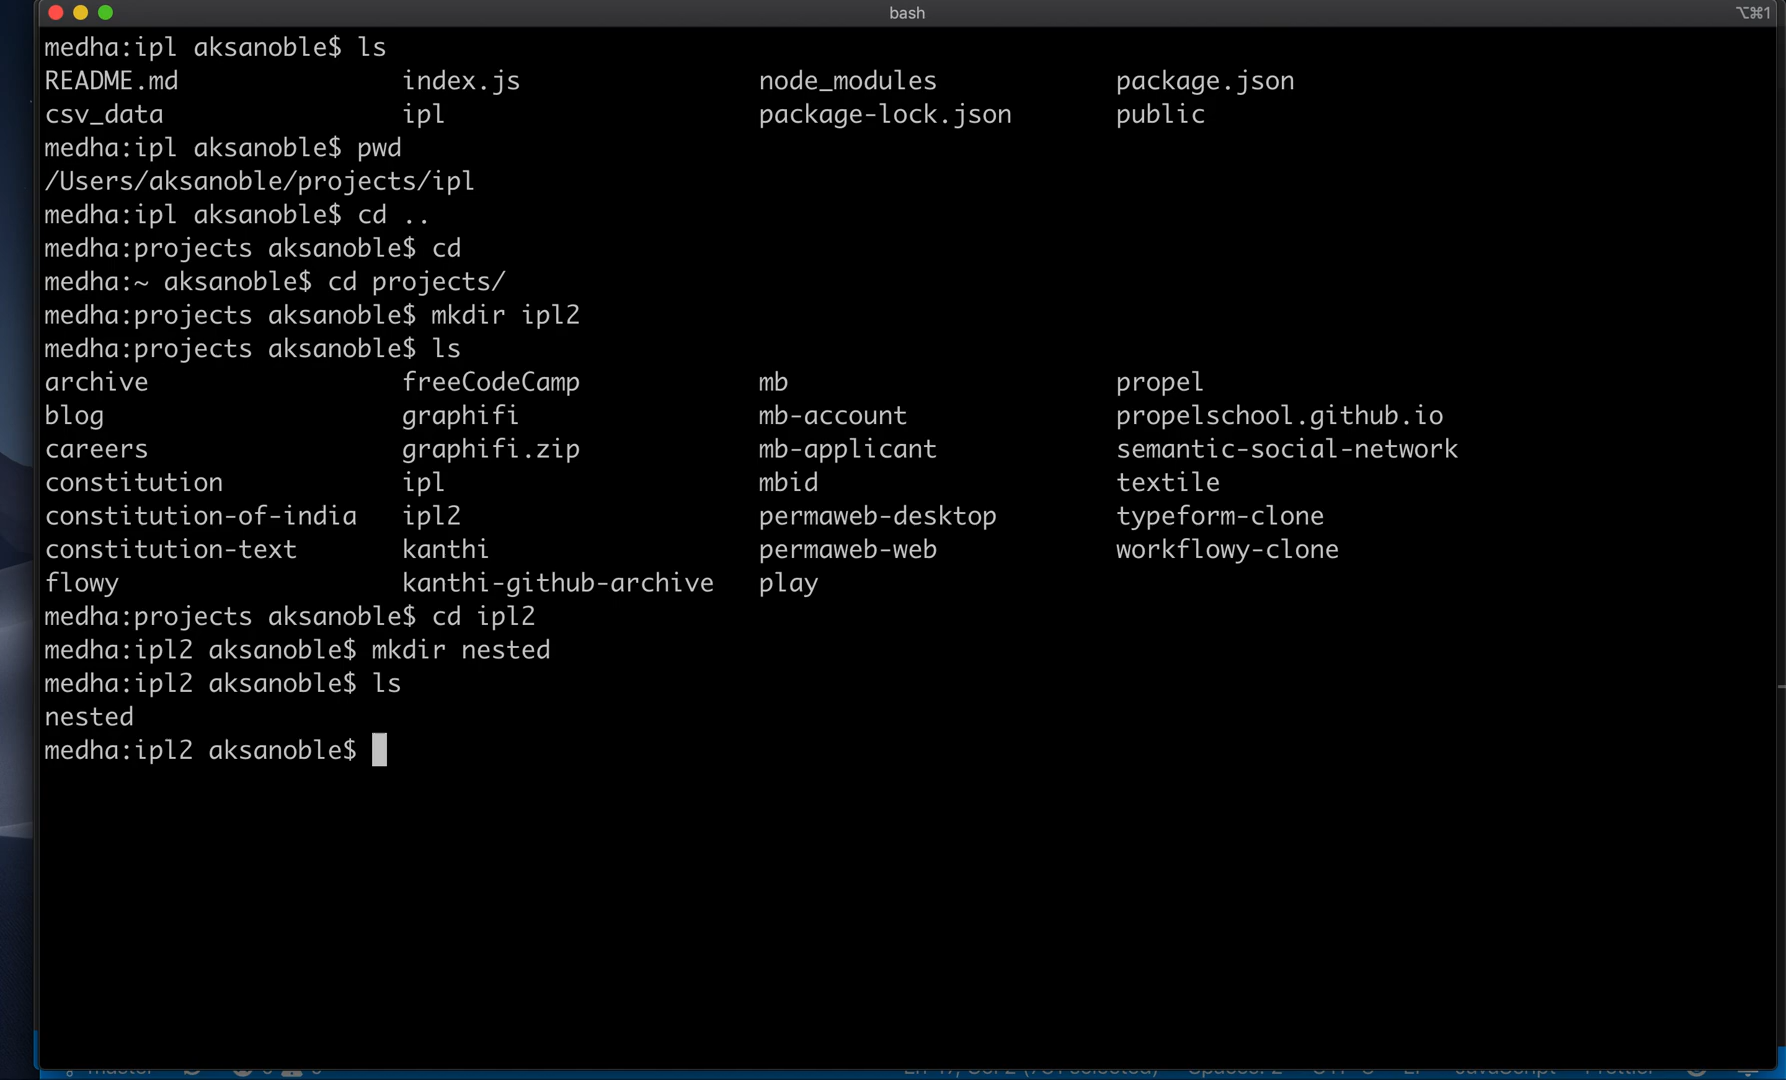 bash
⌥⌘1
medha:ipl aksanoble$ ls
README.md index.js node_modules package.json
csv_data ipl package-lock.json public
medha:ipl aksanoble$ pwd
/Users/aksanoble/projects/ipl
medha:ipl aksanoble$ cd ..
medha:projects aksanoble$ cd
medha:~ aksanoble$ cd projects/
medha:projects aksanoble$ mkdir ipl2
medha:projects aksanoble$ ls
archive freeCodeCamp mb propel
blog graphifi mb-account propelschool.github.io
careers graphifi.zip mb-applicant semantic-social-network
constitution ipl mbid textile
constitution-of-india ipl2 permaweb-desktop typeform-clone
constitution-text kanthi permaweb-web workflowy-clone
flowy kanthi-github-archive play
medha:projects aksanoble$ cd ipl2
medha:ipl2 aksanoble$ mkdir nested
medha:ipl2 aksanoble$ ls
nested
medha:ipl2 aksanoble$